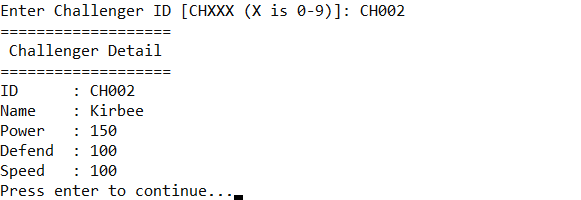 Enter Challenger ID [CHXXX (X is 0-9)]: CH002
===================
 Challenger Detail
===================
ID      : CH002
Name    : Kirbee
Power   : 150
Defend  : 100
Speed   : 100
Press enter to continue...